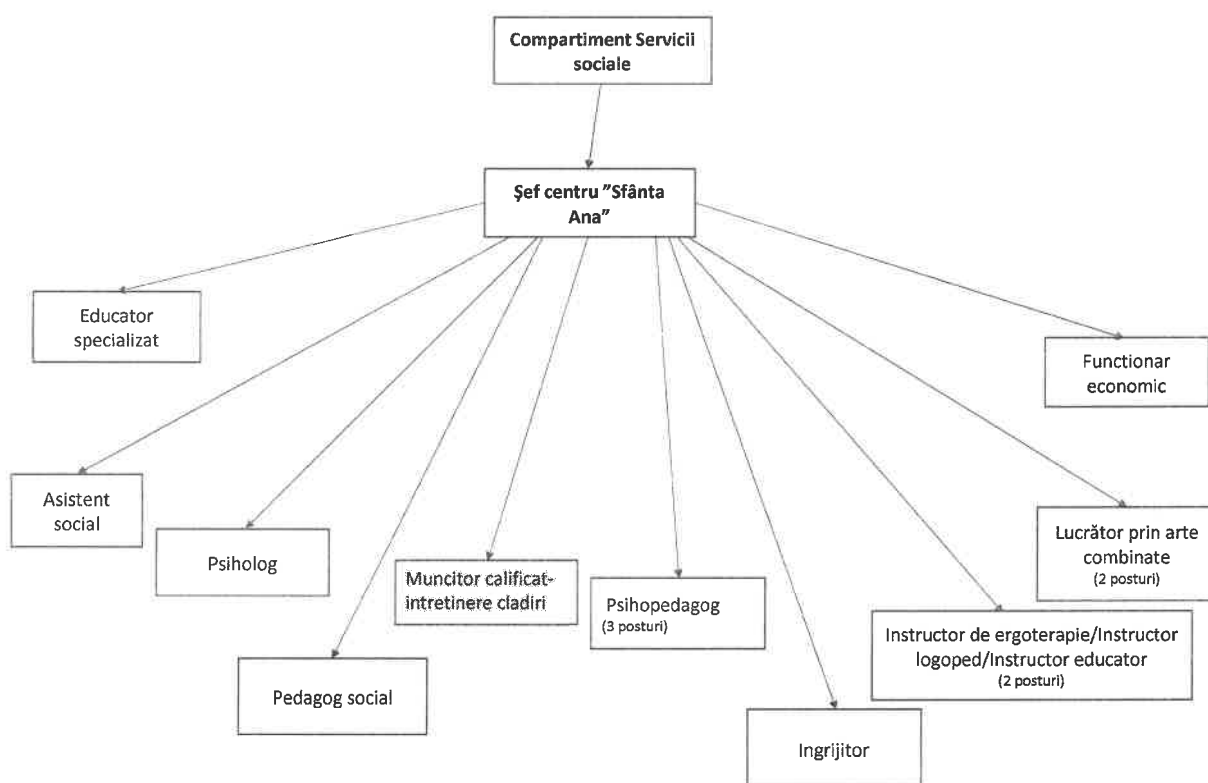 Compartiment Servicii
sociale
Șef centru ”Sfânta
Ana”
Educator
specializat
Functionar
economic
Asistent
social
Psiholog
Muncitor calificat-
intretinere cladiri
Psihopedagog
(3 posturi)
Lucrător prin arte
combinate
(2 posturi)
Instructor de ergoterapie/Instructor
logoped/Instructor educator
(2 posturi)
Pedagog social
Ingrijitor